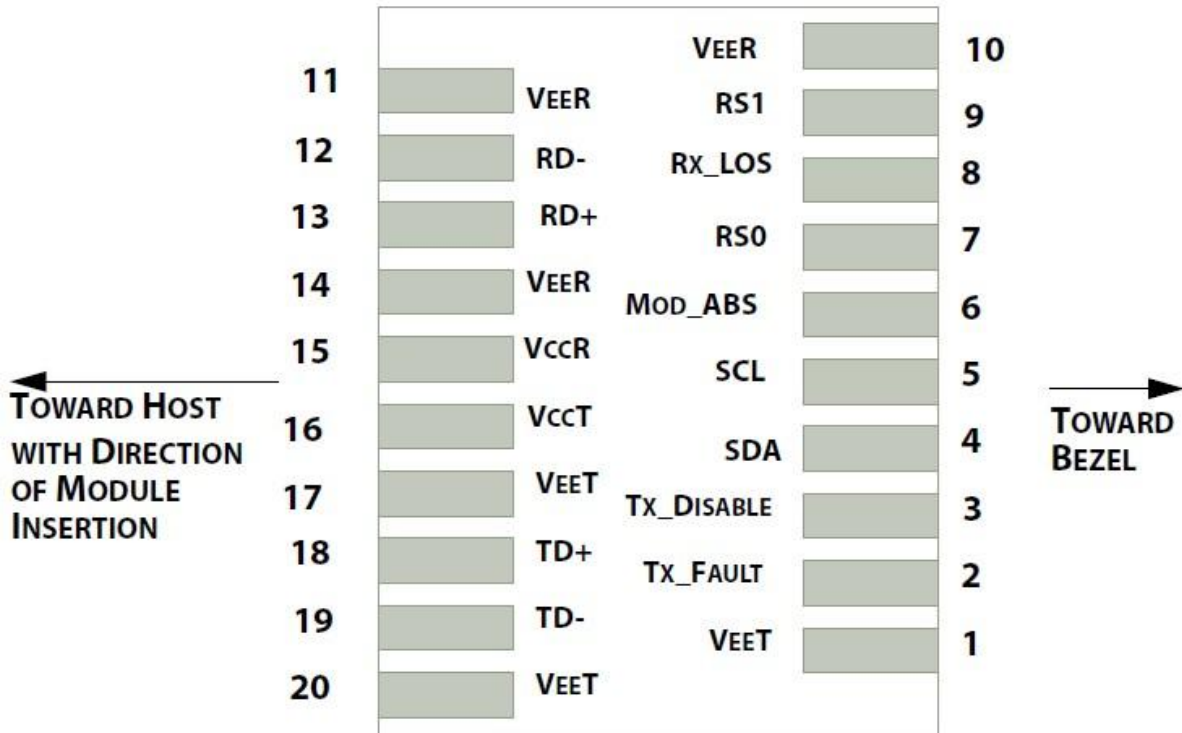 VEER
10
11
VEER
RS1
9
12
RD-
RX_LOS
8
13
RD+
RS0
7
14
VEER
MOD_ABS
6
15
VCCR
SCL
5
TOWARD HOST
WITH DIRECTION
OF MODULE
INSERTION
TOWARD
BEZEL
16
VCCT
SDA
4
17
VEET
TX_DISABLE
3
18
TD+
TX_FAULT
2
19
TD-
VEET
1
20
VEET